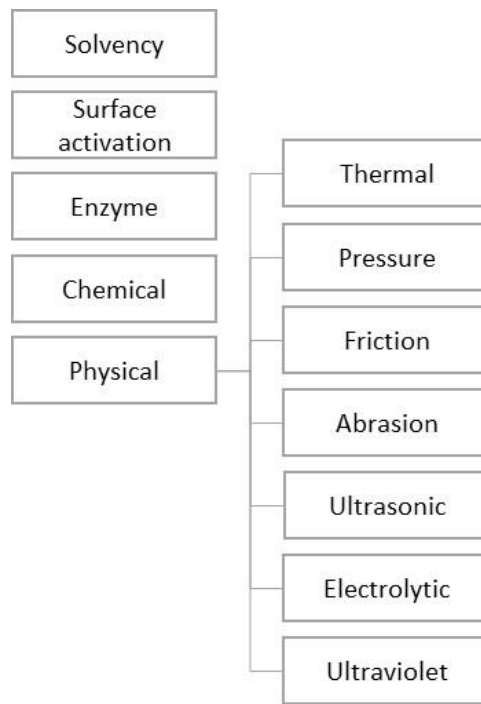 Solvency
Surface
activation
Enzyme
Chemical
Physical
Thermal
Pressure
Friction
Abrasion
Ultrasonic
Electrolytic
Ultraviolet